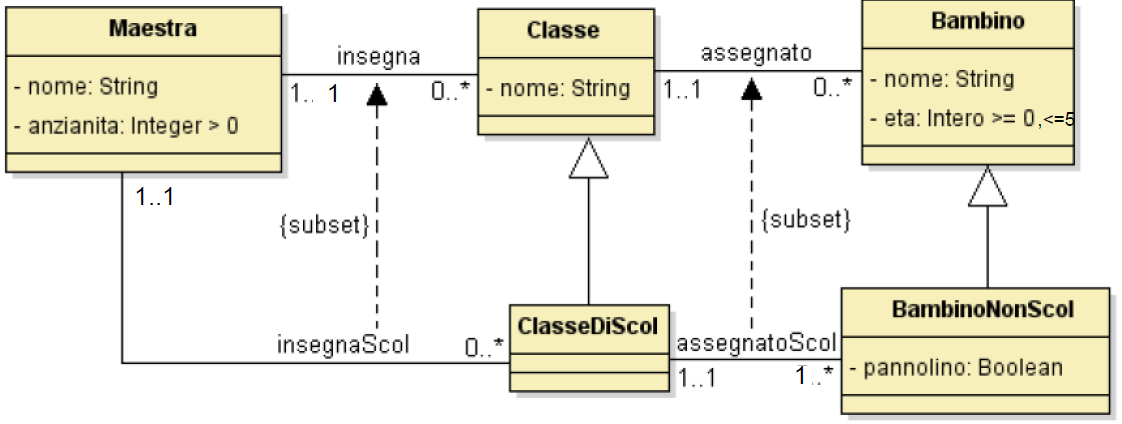 Maestra
- nome: String
- anzianita: Integer > 0
insegna
1.. 1
0..*
Classe
- nome: String
assegnato
1..1
0..*
Bambino
- nome: String
- eta: Intero >= 0,<=5
1..1
{subset}
{subset}
insegnaScol
0..*
ClasseDiScol
assegnatoScol
1..1
1..*
BambinoNonScol
- pannolino: Boolean